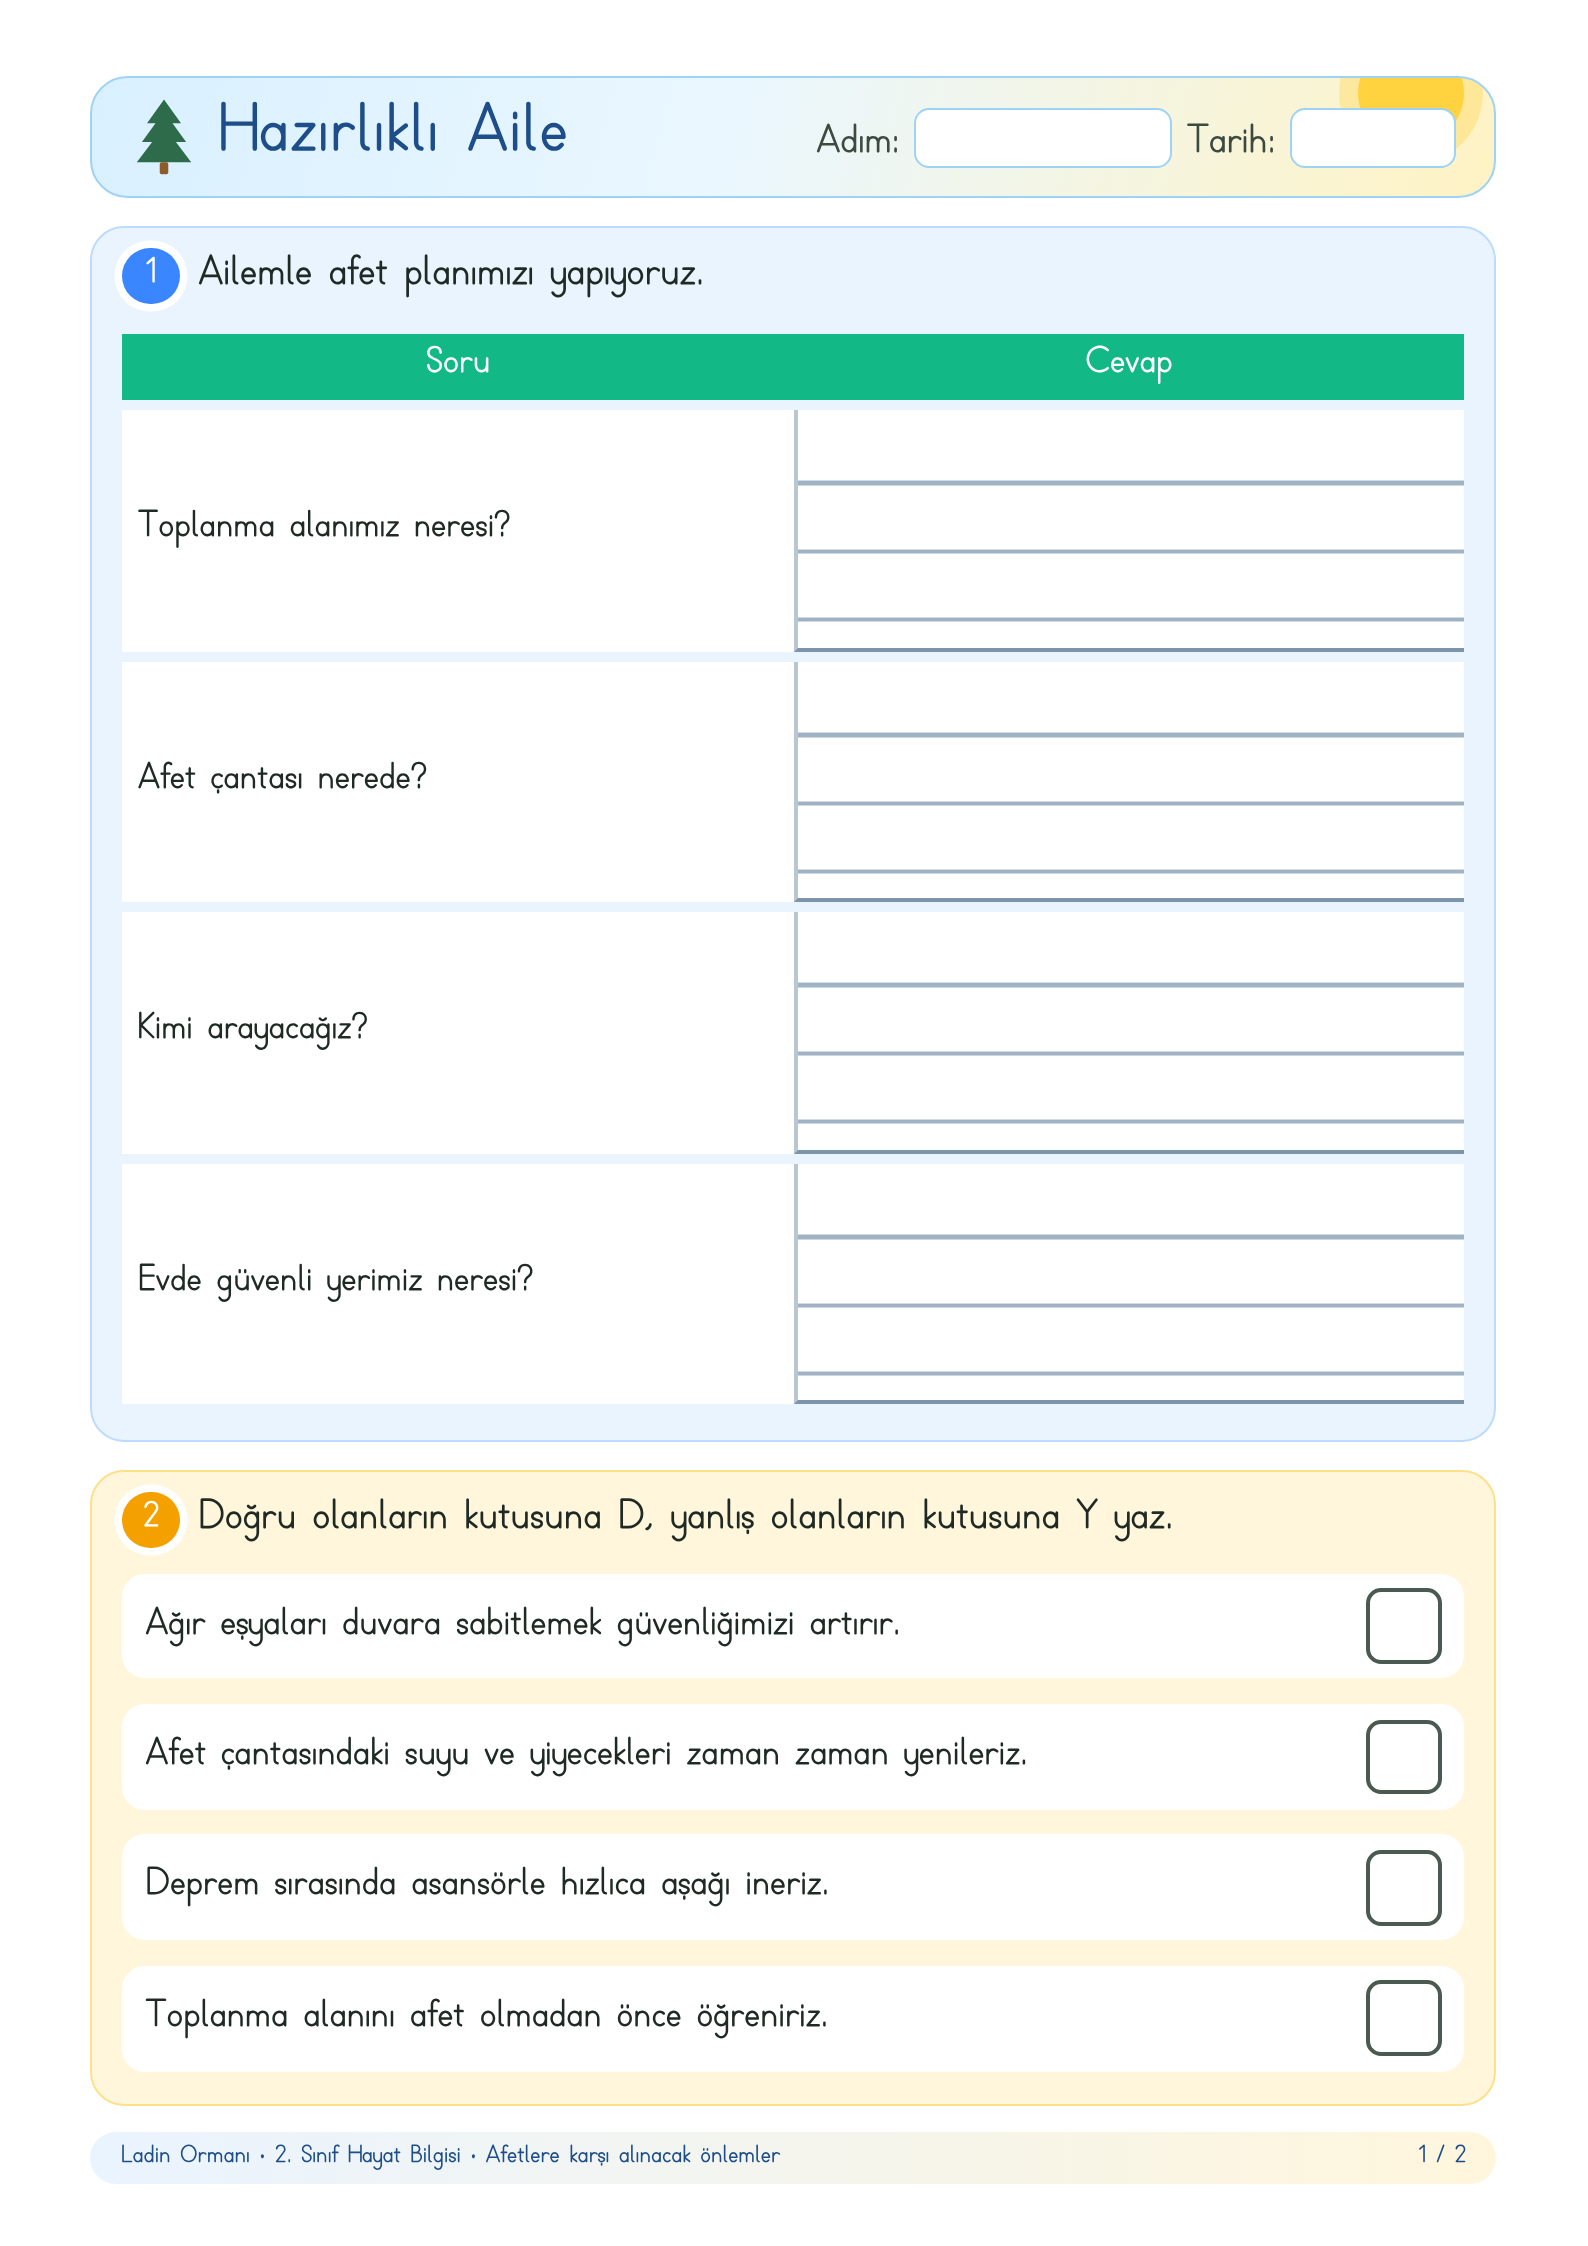 Hazırlıklı Aile
Adım:
Tarih:
1
Ailemle afet planımızı yapıyoruz.
Soru
Cevap
Toplanma alanımız neresi?
Afet çantası nerede?
Kimi arayacağız?
Evde güvenli yerimiz neresi?
2
Doğru olanların kutusuna D, yanlış olanların kutusuna Y yaz.
Ağır eşyaları duvara sabitlemek güvenliğimizi artırır.
Afet çantasındaki suyu ve yiyecekleri zaman zaman yenileriz.
Deprem sırasında asansörle hızlıca aşağı ineriz.
Toplanma alanını afet olmadan önce öğreniriz.
Ladin Ormanı • 2. Sınıf Hayat Bilgisi • Afetlere karşı alınacak önlemler
1 / 2